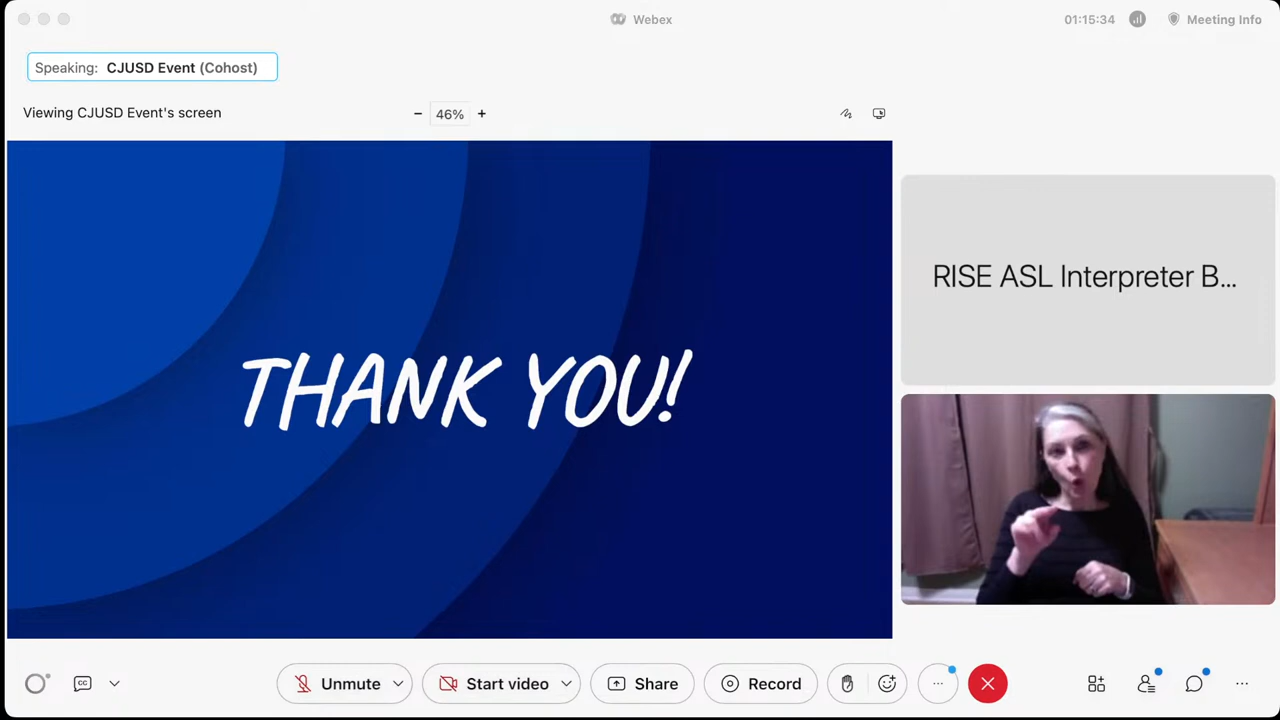 Webex
01:15:34
Meeting Info
Speaking: CJUSD Event (Cohost)
Viewing CJUSD Event's screen
− 46% +
THANK YOU!
RISE ASL Interpreter B...
CC
Unmute
Start video
Share
Record